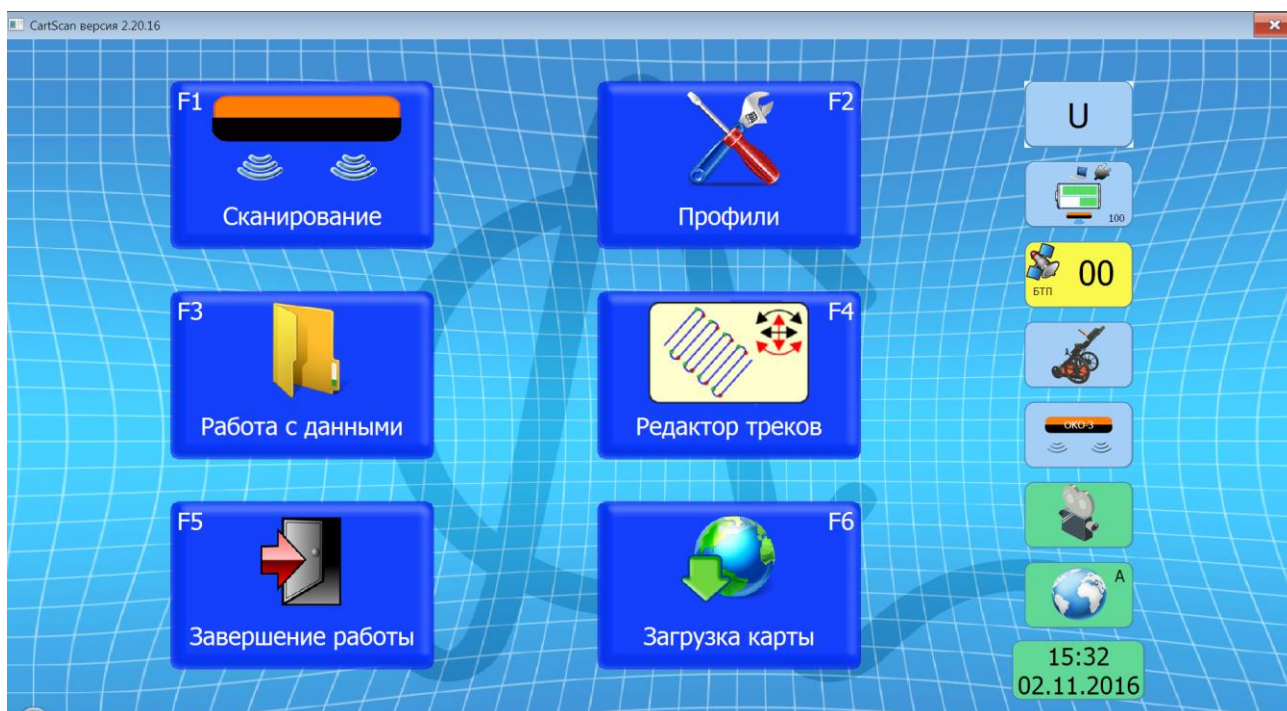 CartScan версия 2.20.16
F1
Сканирование
F2
Профили
F3
Работа с данными
F4
Редактор треков
F5
Завершение работы
F6
Загрузка карты
U
100
БТП 00
ОКО-3
A
15:32
02.11.2016